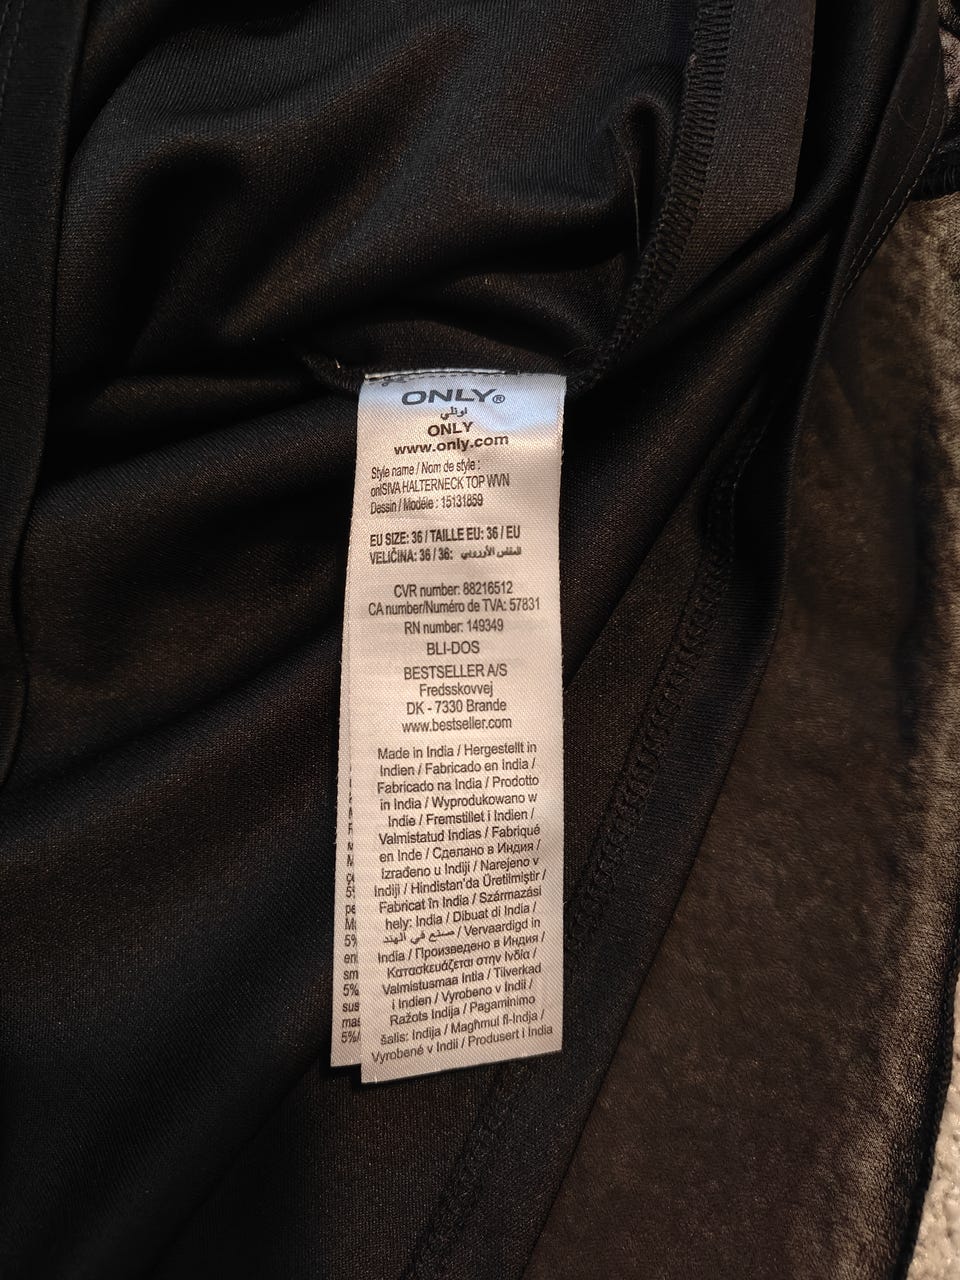 ONLY®
اونلي
ONLY
www.only.com
Style name / Nom de style :
onlSIVA HALTERNECK TOP WVN
Dessin / Modéle : 15131859
EU SIZE: 36 / TAILLE EU: 36 / EU
VELIČINA: 36 / 36: المقاس الأوروبي
CVR number: 88216512
CA number/Numéro de TVA: 57831
RN number: 149349
BLI-DOS
BESTSELLER A/S
Fredsskovvej
DK - 7330 Brande
www.bestseller.com
Made in India / Hergestellt in
Indien / Fabricado en India /
Fabricado na India / Prodotto
in India / Wyprodukowano w
Indie / Fremstillet i Indien /
Valmistatud Indias / Fabriqué
en Inde / Сделано в Индия /
Izrađeno u Indiji / Narejeno v
Indiji / Hindistan'da Üretilmiştir /
Fabricat în India / Származási
hely: India / Dibuat di India /
صنع في الهند / Vervaardigd in
India / Произведено в Индия /
Κατασκευάζεται στην Ινδία /
Valmistusmaa Intia / Tillverkad
i Indien / Vyrobeno v Indii /
Ražots Indija / Pagaminimo
šalis: Indija / Magħmul fl-Indja /
Vyrobené v Indii / Produsert i India